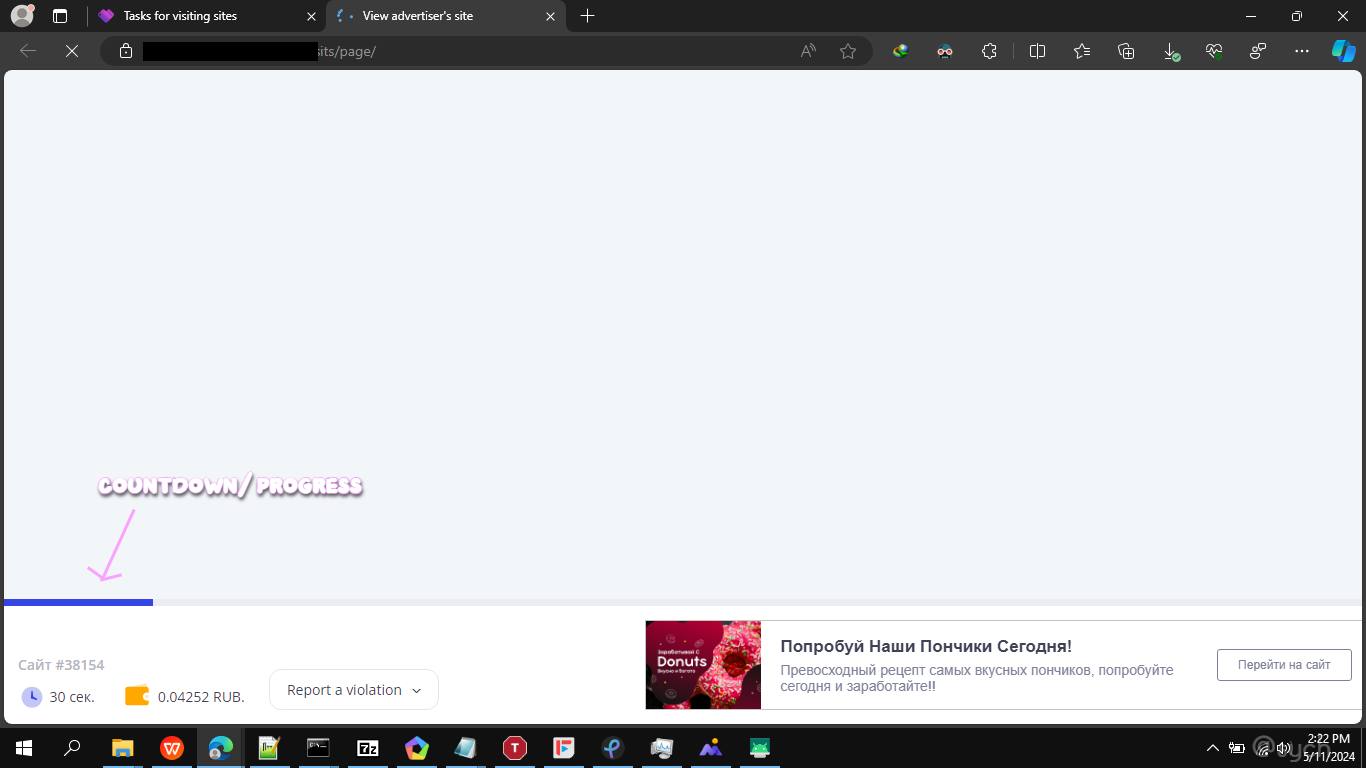 Tasks for visiting sites
View advertiser's site
sits/page/
COUNTDOWN/ PROGRESS
Сайт #38154
30 сек.
0.04252 RUB.
Report a violation
Зарабатывай С
Donuts
Вкусно и Богато
Попробуй Наши Пончики Сегодня!
Превосходный рецепт самых вкусных пончиков, попробуйте
сегодня и заработайте!!
Перейти на сайт
7z
T
2:22 PM
5/11/2024